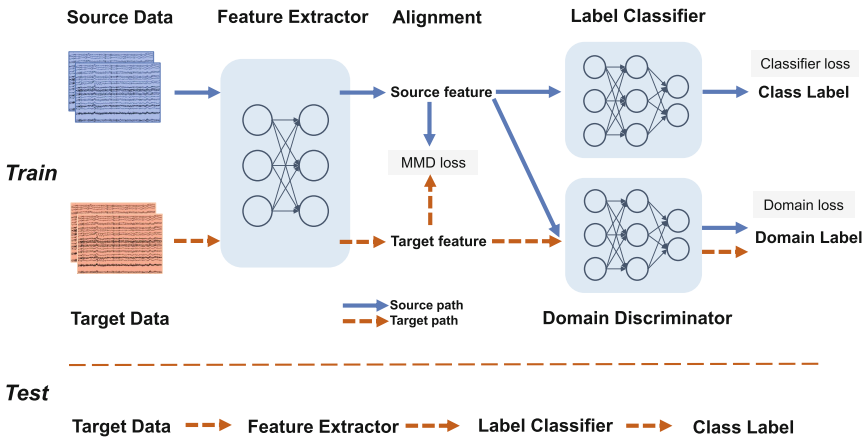 Source Data
Feature Extractor
Alignment
Label Classifier
Classifier loss
Source feature
Class Label
MMD loss
Train
Domain loss
Target feature
Domain Label
Source path
Target path
Target Data
Domain Discriminator
Test
Target Data
Feature Extractor
Label Classifier
Class Label